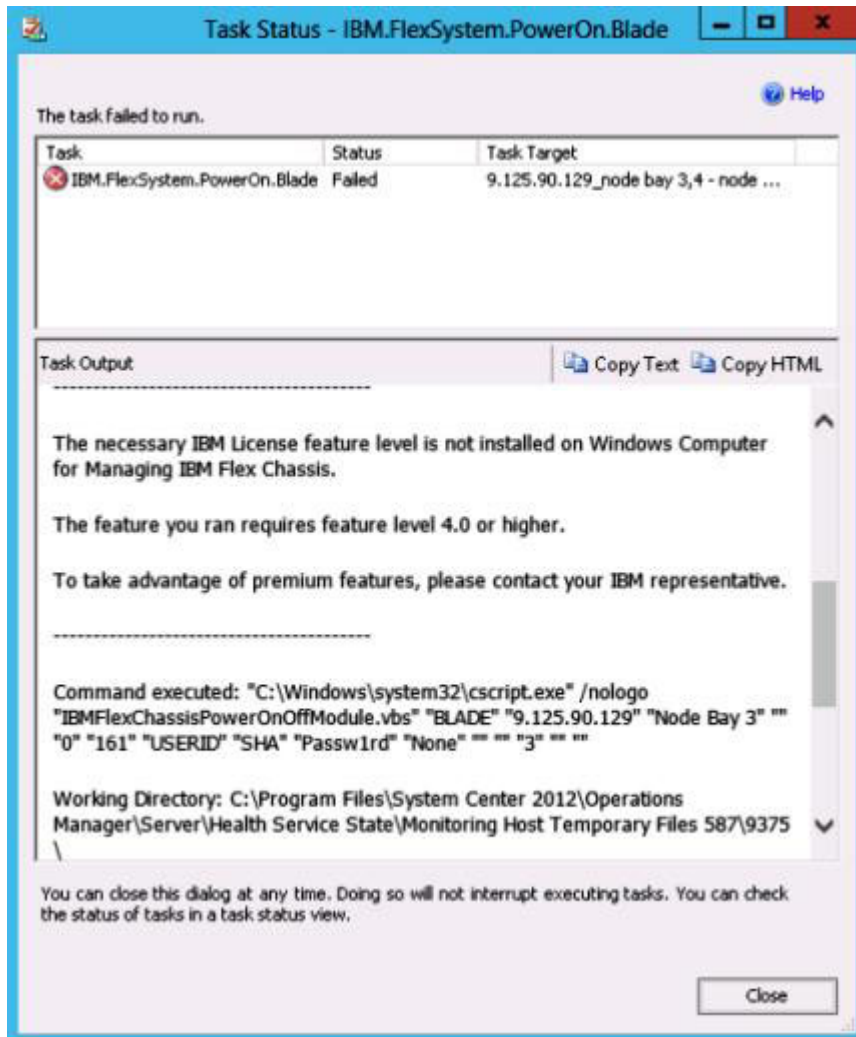 Task Status - IBM.FlexSystem.PowerOn.Blade
Help
The task failed to run.
Task Status Task Target
IBM.FlexSystem.PowerOn.Blade Failed 9.125.90.129_node bay 3,4 - node ...
Task Output Copy Text Copy HTML
----------------------------------------
The necessary IBM License feature level is not installed on Windows Computer
for Managing IBM Flex Chassis.
The feature you ran requires feature level 4.0 or higher.
To take advantage of premium features, please contact your IBM representative.
----------------------------------------
Command executed: "C:\Windows\system32\cscript.exe" /nologo
"IBMFlexChassisPowerOnOffModule.vbs" "BLADE" "9.125.90.129" "Node Bay 3" ""
"0" "161" "USERID" "SHA" "Passw1rd" "None" "" "" "3" "" ""
Working Directory: C:\Program Files\System Center 2012\Operations
Manager\Server\Health Service State\Monitoring Host Temporary Files 587\9375
\
You can close this dialog at any time. Doing so will not interrupt executing tasks. You can check
the status of tasks in a task status view.
Close